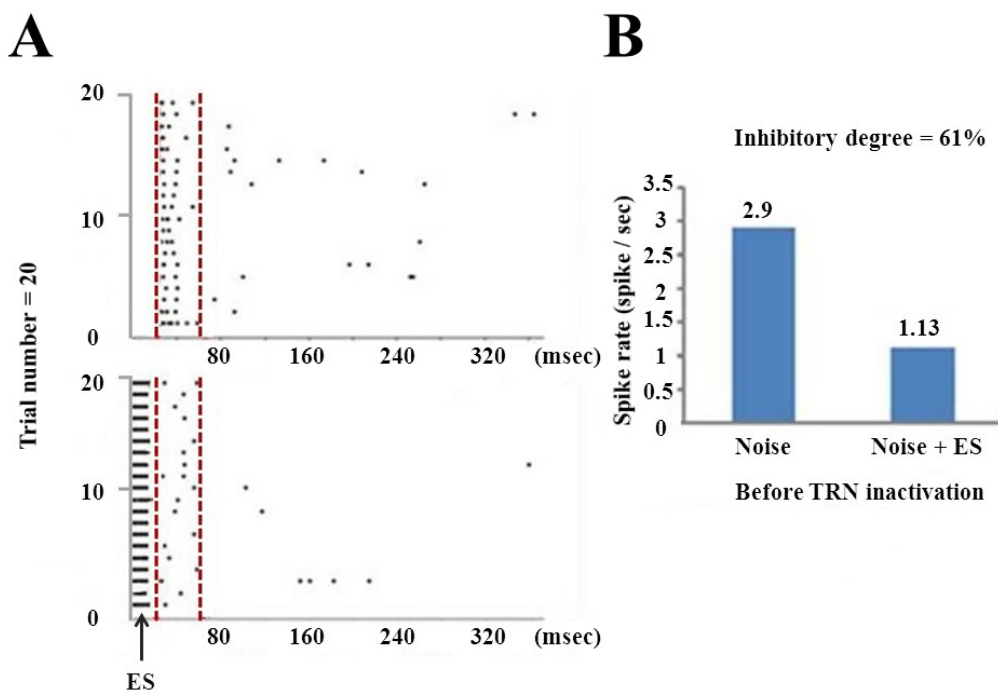 A
Trial number = 20
20
10
0
80 160 240 320 (msec)
20
10
0
80 160 240 320 (msec)
ES
B
Inhibitory degree = 61%
Spike rate (spike / sec)
3.5
3
2.5
2
1.5
1
0.5
0
2.9
1.13
Noise Noise + ES
Before TRN inactivation